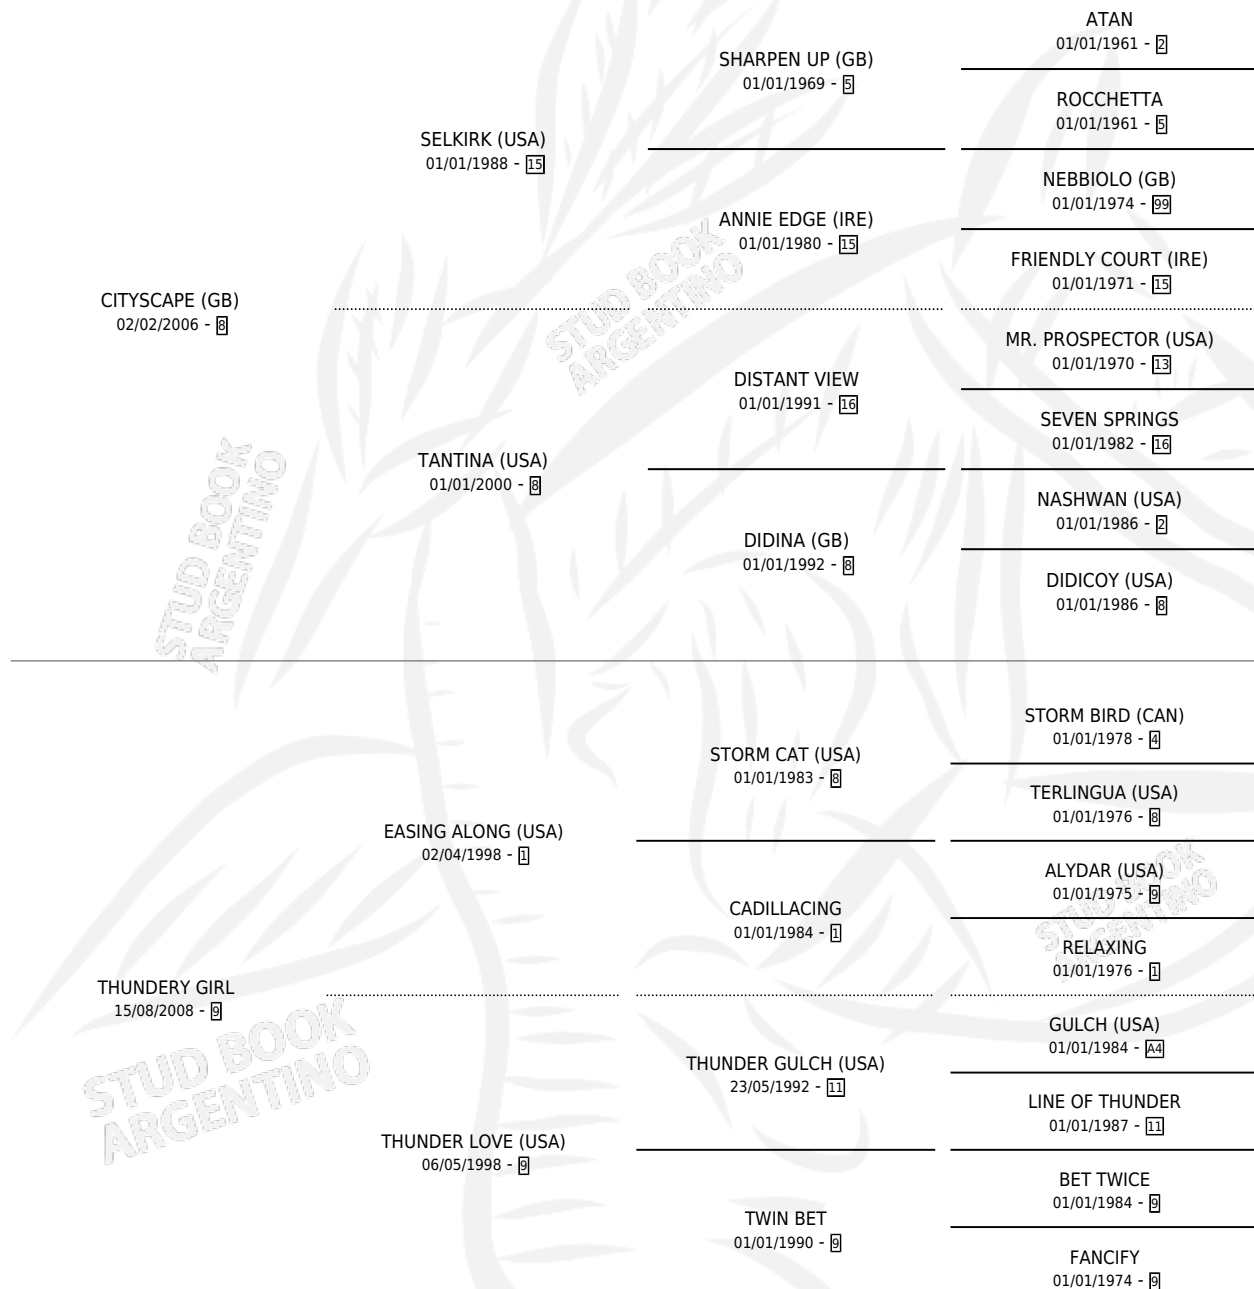 ATAN
01/01/1961 - 2
SHARPEN UP (GB)
01/01/1969 - 5
ROCCHETTA
01/01/1961 - 5
SELKIRK (USA)
01/01/1988 - 15
NEBBIOLO (GB)
01/01/1974 - 99
ANNIE EDGE (IRE)
01/01/1980 - 15
FRIENDLY COURT (IRE)
01/01/1971 - 15
CITYSCAPE (GB)
02/02/2006 - 8
STUD BOOK
ARGENTINO
MR. PROSPECTOR (USA)
01/01/1970 - 13
DISTANT VIEW
01/01/1991 - 16
SEVEN SPRINGS
01/01/1982 - 16
TANTINA (USA)
01/01/2000 - 8
NASHWAN (USA)
01/01/1986 - 2
DIDINA (GB)
01/01/1992 - 8
DIDICOY (USA)
01/01/1986 - 8
STUD BOOK
ARGENTINO
STORM BIRD (CAN)
01/01/1978 - 4
STORM CAT (USA)
01/01/1983 - 8
TERLINGUA (USA)
01/01/1976 - 8
EASING ALONG (USA)
02/04/1998 - 1
ALYDAR (USA)
01/01/1975 - 9
CADILLACING
01/01/1984 - 1
STUD BOOK
ARGENTINO
RELAXING
01/01/1976 - 1
THUNDERY GIRL
15/08/2008 - 9
GULCH (USA)
01/01/1984 - A4
THUNDER GULCH (USA)
23/05/1992 - 11
STUD BOOK
ARGENTINO
LINE OF THUNDER
01/01/1987 - 11
THUNDER LOVE (USA)
06/05/1998 - 9
BET TWICE
01/01/1984 - 9
TWIN BET
01/01/1990 - 9
FANCIFY
01/01/1974 - 9